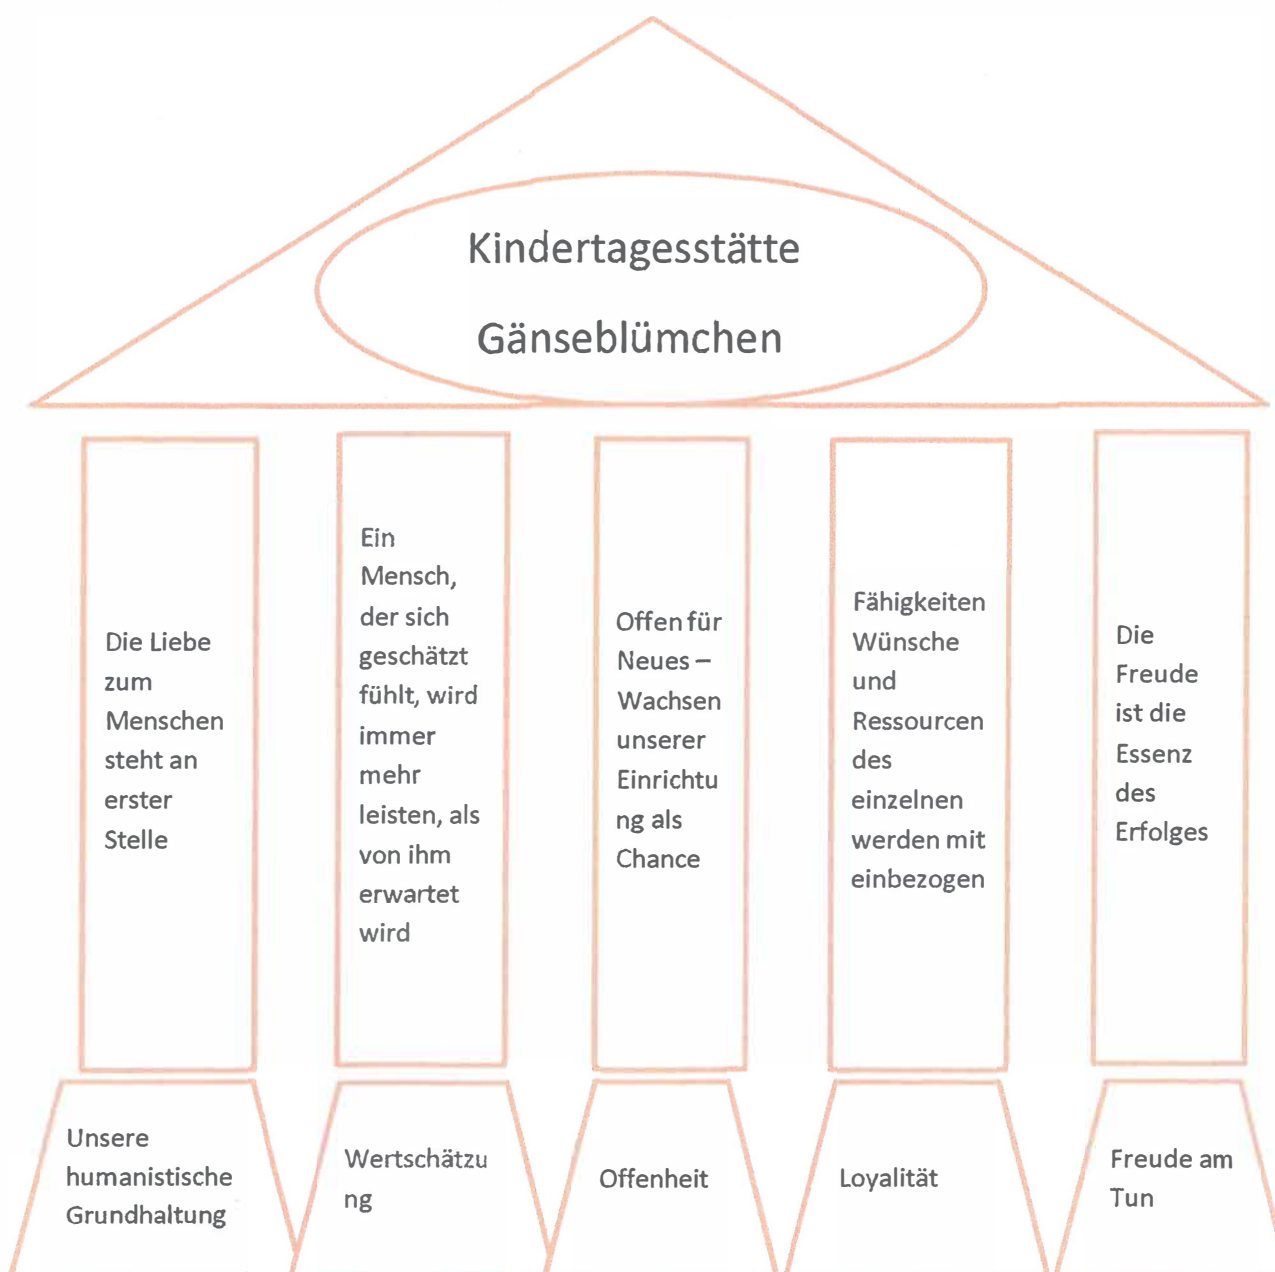 Kindertagesstätte
Gänseblümchen
Die Liebe
zum
Menschen
steht an
erster
Stelle
Ein
Mensch,
der sich
geschätzt
fühlt, wird
immer
mehr
leisten, als
von ihm
erwartet
wird
Offen für
Neues –
Wachsen
unserer
Einrichtu
ng als
Chance
Fähigkeiten
Wünsche
und
Ressourcen
des
einzelnen
werden mit
einbezogen
Die
Freude
ist die
Essenz
des
Erfolges
Unsere
humanistische
Grundhaltung
Wertschätzu
ng
Offenheit
Loyalität
Freude am
Tun